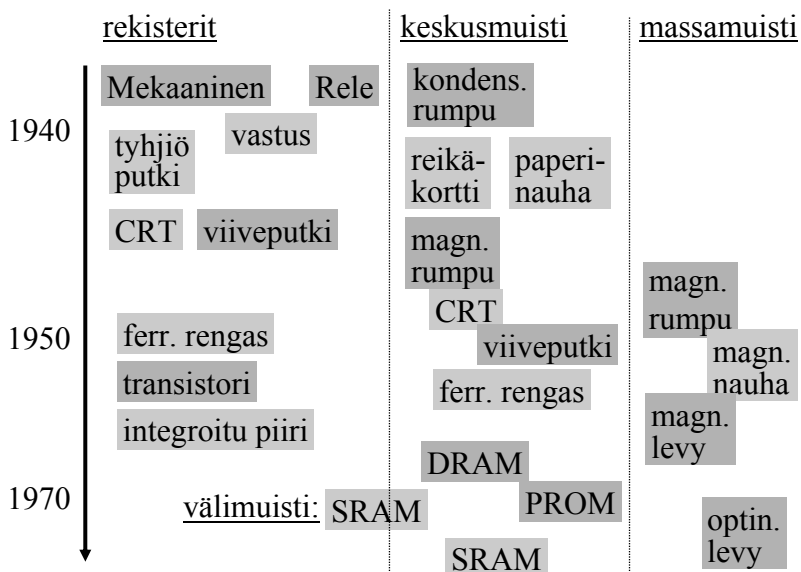 rekisterit
keskusmuisti
massamuisti
Mekaaninen
Rele
kondens.
rumpu
1940
tyhjiö
putki
vastus
reikä-
kortti
paperi-
nauha
CRT
viiveputki
magn.
rumpu
magn.
rumpu
CRT
1950
ferr. rengas
viiveputki
magn.
nauha
transistori
ferr. rengas
magn.
levy
integroitu piiri
DRAM
1970
välimuisti:
SRAM
PROM
optin.
levy
SRAM